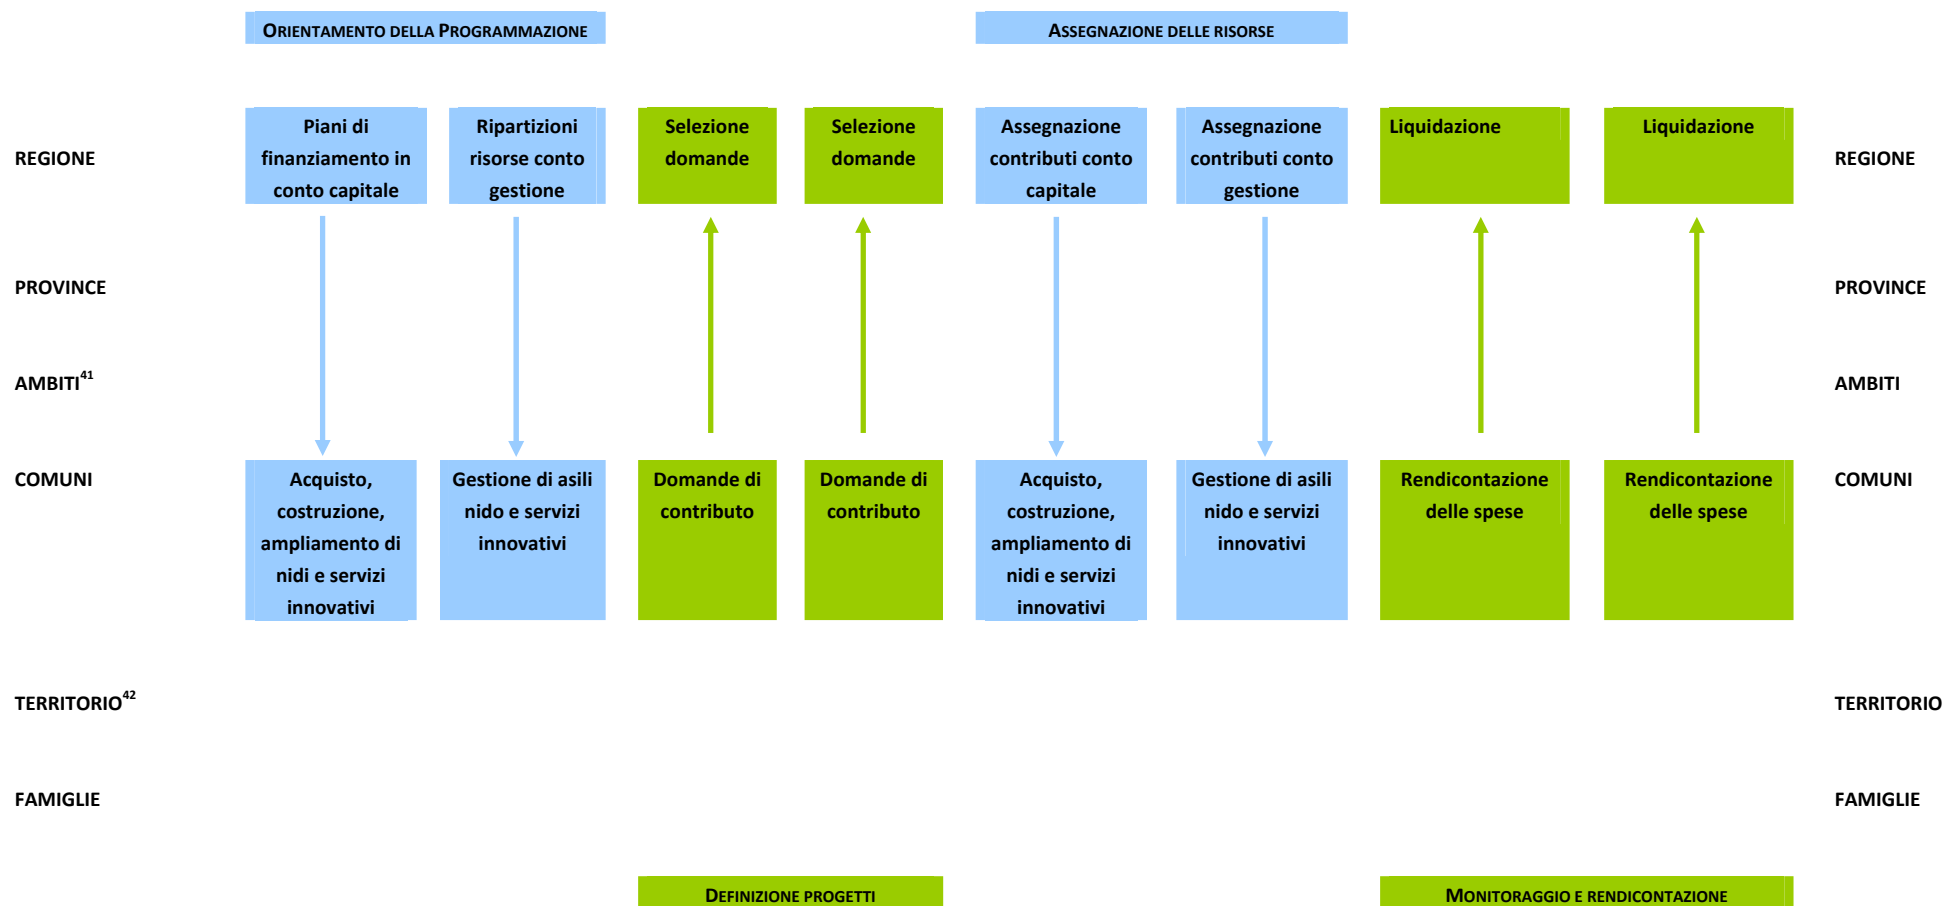 ORIENTAMENTO DELLA PROGRAMMAZIONE
ASSEGNAZIONE DELLE RISORSE
REGIONE
Piani di
finanziamento in
conto capitale
Ripartizioni
risorse conto
gestione
Selezione
domande
Selezione
domande
Assegnazione
contributi conto
capitale
Assegnazione
contributi conto
gestione
Liquidazione
Liquidazione
REGIONE
PROVINCE
PROVINCE
AMBITI41
AMBITI
COMUNI
Acquisto,
costruzione,
ampliamento di
nidi e servizi
innovativi
Gestione di asili
nido e servizi
innovativi
Domande di
contributo
Domande di
contributo
Acquisto,
costruzione,
ampliamento di
nidi e servizi
innovativi
Gestione di asili
nido e servizi
innovativi
Rendicontazione
delle spese
Rendicontazione
delle spese
COMUNI
TERRITORIO42
TERRITORIO
FAMIGLIE
FAMIGLIE
DEFINIZIONE PROGETTI
MONITORAGGIO E RENDICONTAZIONE